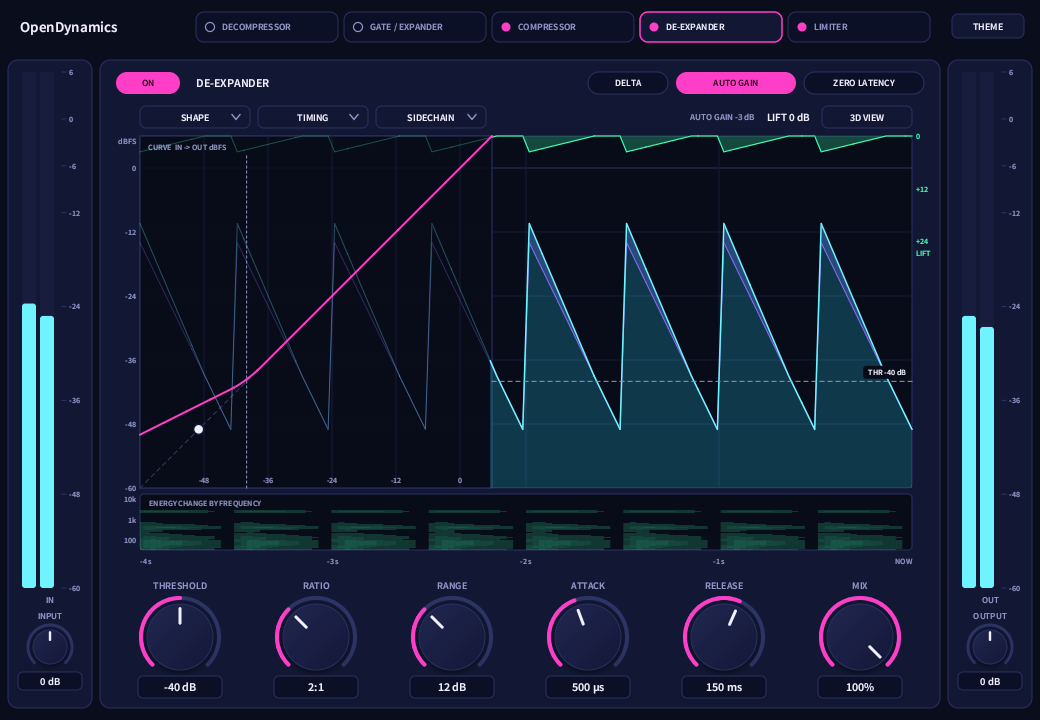 OpenDynamics
DECOMPRESSOR
GATE / EXPANDER
COMPRESSOR
DE-EXPANDER
LIMITER
THEME
ON
DE-EXPANDER
DELTA
AUTO GAIN
ZERO LATENCY
SHAPE
TIMING
SIDECHAIN
AUTO GAIN -3 dB
LIFT 0 dB
3D VIEW
6
0
-6
-12
-24
-36
-48
-60
IN
INPUT
0 dB
dBFS
0
-12
-24
-36
-48
-60
CURVE IN -> OUT dBFS
-48
-36
-24
-12
0
THR -40 dB
0
+12
+24
LIFT
10k
1k
100
ENERGY CHANGE BY FREQUENCY
-4s
-3s
-2s
-1s
NOW
THRESHOLD
RATIO
RANGE
ATTACK
RELEASE
MIX
-40 dB
2:1
12 dB
500 µs
150 ms
100%
6
0
-6
-12
-24
-36
-48
-60
OUT
OUTPUT
0 dB